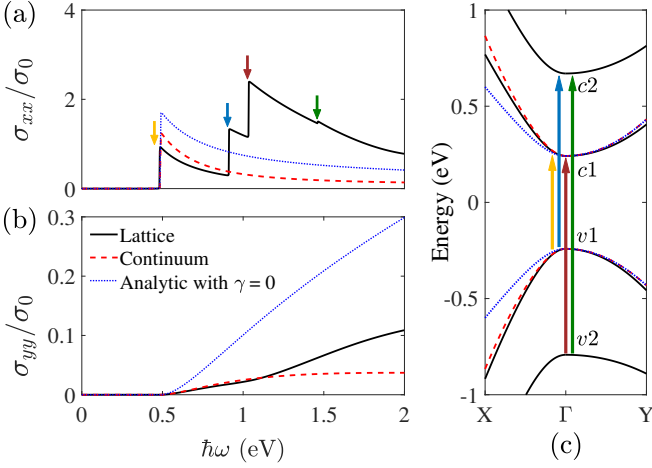 (a)
4
2
0
σxx/σ0
(b)
0.3
0.2
0.1
0
σyy/σ0
Lattice
Continuum
Analytic with γ = 0
0
0.5
1
1.5
2
ℏω (eV)
1
0.5
0
-0.5
-1
Energy (eV)
c2
c1
v1
v2
X
Γ
Y
(c)